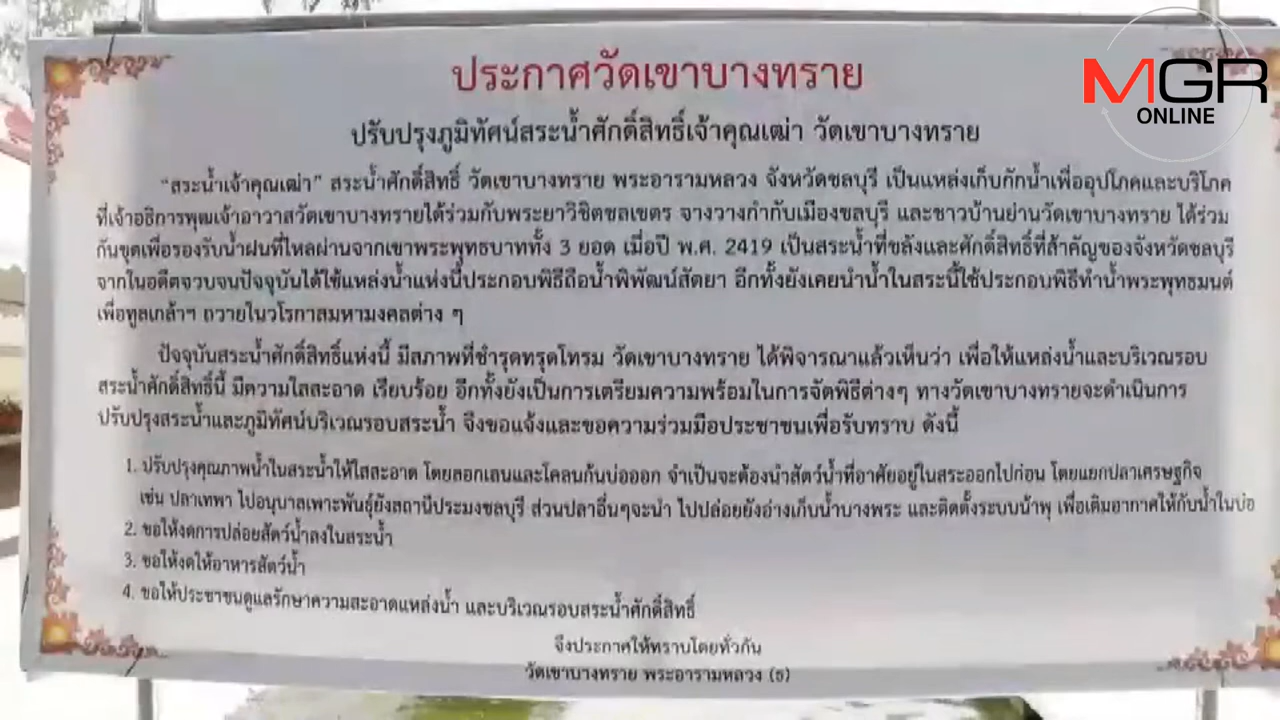 MGR
ONLINE
ประกาศวัดเขาบางทราย
ปรับปรุงภูมิทัศน์สระน้ำศักดิ์สิทธิ์เจ้าคุณเฒ่า วัดเขาบางทราย
"สระน้ำเจ้าคุณเฒ่า" สระน้ำศักดิ์สิทธิ์ วัดเขาบางทราย พระอารามหลวง จังหวัดชลบุรี เป็นแหล่งเก็บกักน้ำเพื่ออุปโภคและบริโภค
ที่เจ้าอธิการพุฒเจ้าอาวาสวัดเขาบางทรายได้ร่วมกับพระยาวิชิตชลเขตร จางวางกำกับเมืองชลบุรี และชาวบ้านย่านวัดเขาบางทราย ได้ร่วม
กันขุดเพื่อรองรับน้ำฝนที่ไหลผ่านจากเขาพระพุทธบาททั้ง 3 ยอด เมื่อปี พ.ศ. 2419 เป็นสระน้ำที่ขลังและศักดิ์สิทธิ์ที่สำคัญของจังหวัดชลบุรี
จากในอดีตจวบจนปัจจุบันได้ใช้แหล่งน้ำแห่งนี้ประกอบพิธีถือน้ำพิพัฒน์สัตยา อีกทั้งยังเคยนำน้ำในสระนี้ใช้ประกอบพิธีทำน้ำพระพุทธมนต์
เพื่อทูลเกล้าฯ ถวายในวโรกาสมหามงคลต่าง ๆ
ปัจจุบันสระน้ำศักดิ์สิทธิ์แห่งนี้ มีสภาพที่ชำรุดทรุดโทรม วัดเขาบางทราย ได้พิจารณาแล้วเห็นว่า เพื่อให้แหล่งน้ำและบริเวณรอบ
สระน้ำศักดิ์สิทธิ์นี้ มีความใสสะอาด เรียบร้อย อีกทั้งยังเป็นการเตรียมความพร้อมในการจัดพิธีต่างๆ ทางวัดเขาบางทรายจะดำเนินการ
ปรับปรุงสระน้ำและภูมิทัศน์บริเวณรอบสระน้ำ จึงขอแจ้งและขอความร่วมมือประชาชนเพื่อรับทราบ ดังนี้
1. ปรับปรุงคุณภาพน้ำในสระน้ำให้ใสสะอาด โดยลอกเลนและโคลนก้นบ่อออก จำเป็นจะต้องนำสัตว์น้ำที่อาศัยอยู่ในสระออกไปก่อน โดยแยกปลาเศรษฐกิจ
เช่น ปลาเทพา ไปอนุบาลเพาะพันธุ์ยังสถานีประมงชลบุรี ส่วนปลาอื่นๆจะนำ ไปปล่อยยังอ่างเก็บน้ำบางพระ และติดตั้งระบบน้ำพุ เพื่อเติมอากาศให้กับน้ำในบ่อ
2. ขอให้งดการปล่อยสัตว์น้ำลงในสระน้ำ
3. ขอให้งดให้อาหารสัตว์น้ำ
4. ขอให้ประชาชนดูแลรักษาความสะอาดแหล่งน้ำ และบริเวณรอบสระน้ำศักดิ์สิทธิ์
จึงประกาศให้ทราบโดยทั่วกัน
วัดเขาบางทราย พระอารามหลวง (ธ)